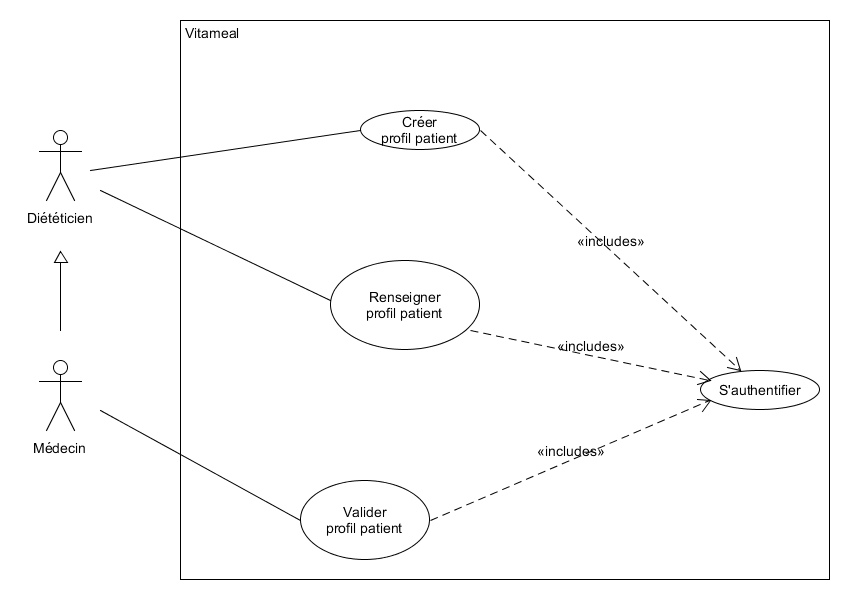 Vitameal
Créer
profil patient
Diététicien
«includes»
Renseigner
profil patient
«includes»
S'authentifier
Médecin
«includes»
Valider
profil patient